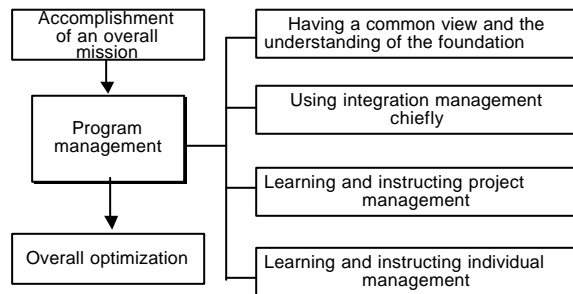 Accomplishment
of an overall
mission
Program
management
Overall optimization
Having a common view and the
understanding of the foundation
Using integration management
chiefly
Learning and instructing project
management
Learning and instructing individual
management